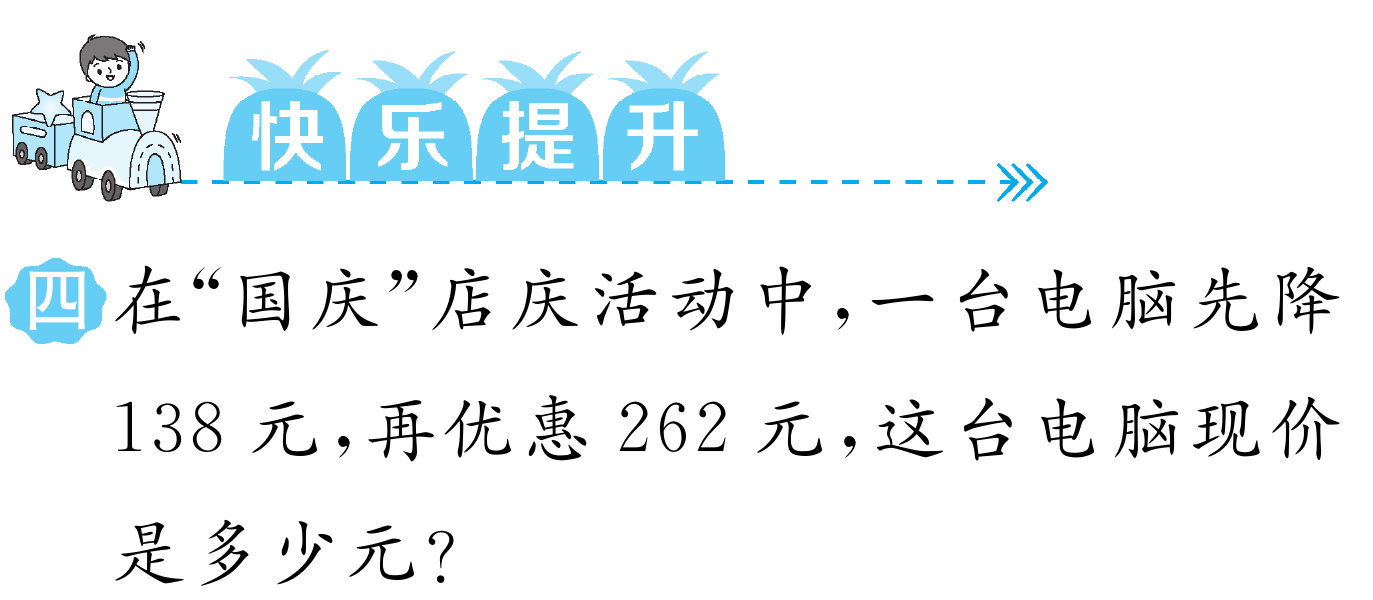 快乐提升
四 在“国庆”店庆活动中,一台电脑先降
138 元,再优惠 262 元,这台电脑现价
是多少元?